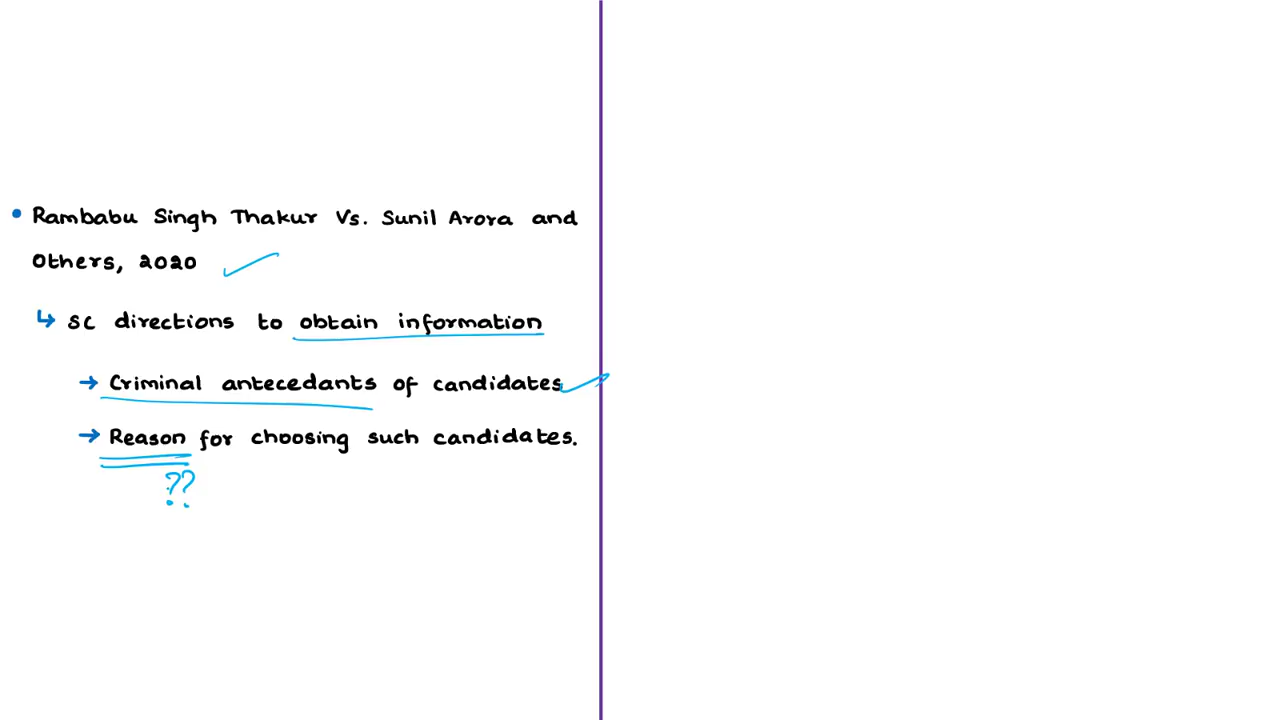 • Rambabu Singh Thakur Vs. Sunil Arora and
Others, 2020
↳ SC directions to obtain information
→ Criminal antecedants of candidates
→ Reason for choosing such candidates.
??